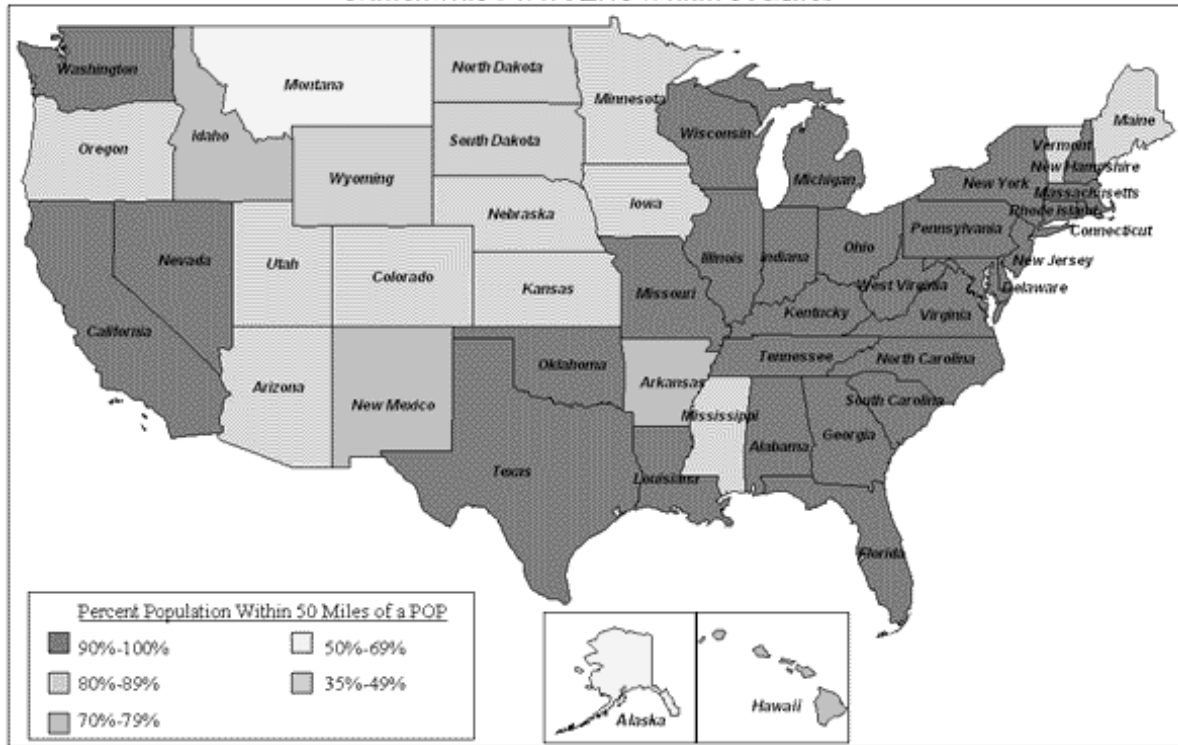 Washington
Montana
North Dakota
Minnesota
Maine
Oregon
Idaho
South Dakota
Wisconsin
Vermont
New Hampshire
Wyoming
Michigan
New York
Massachusetts
Rhode Island
Connecticut
Nebraska
Iowa
Pennsylvania
Nevada
Utah
Colorado
Kansas
Illinois
Indiana
Ohio
New Jersey
Delaware
Missouri
West Virginia
Virginia
California
Kentucky
Oklahoma
Tennessee
North Carolina
Arizona
New Mexico
Arkansas
Mississippi
South Carolina
Alabama
Georgia
Texas
Louisiana
Florida
Percent Population Within 50 Miles of a POP
90%-100%
50%-69%
80%-89%
35%-49%
70%-79%
Alaska
Hawaii